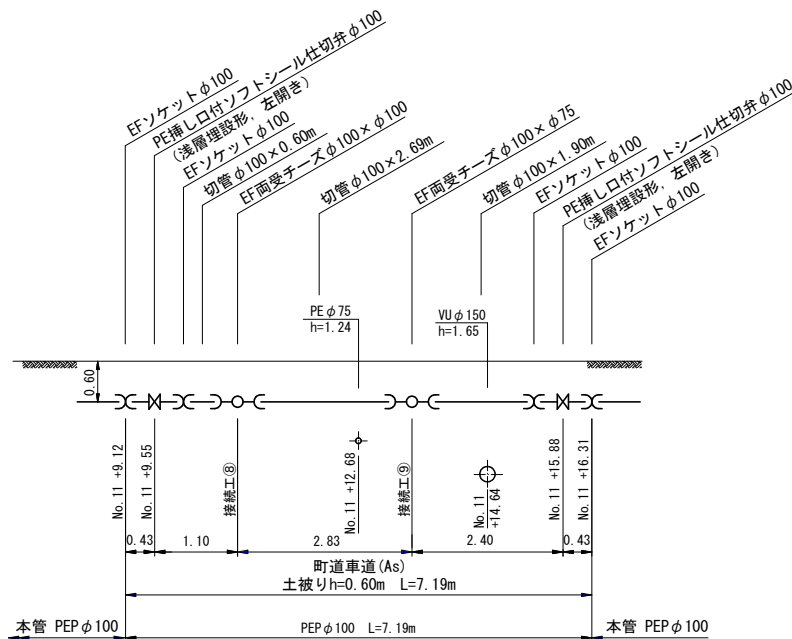 EFソケットφ100
PE挿し口付ソフトシール仕切弁φ100
(浅層埋設形, 左開き)
EFソケットφ100
切管φ100×0.60m
EF両受チーズφ100×φ100
切管φ100×2.69m
EF両受チーズφ100×φ75
切管φ100×1.90m
EFソケットφ100
PE挿し口付ソフトシール仕切弁φ100
(浅層埋設形, 左開き)
EFソケットφ100
PEφ75
h=1.24
VUφ150
h=1.65
0.60
No.11 +9.12
No.11 +9.55
接続工⑧
No.11 +12.68
接続工⑨
No.11
+14.64
No.11 +15.88
No.11 +16.31
0.43
1.10
2.83
2.40
0.43
町道車道(As)
土被りh=0.60m L=7.19m
本管 PEPφ100
PEPφ100 L=7.19m
本管 PEPφ100